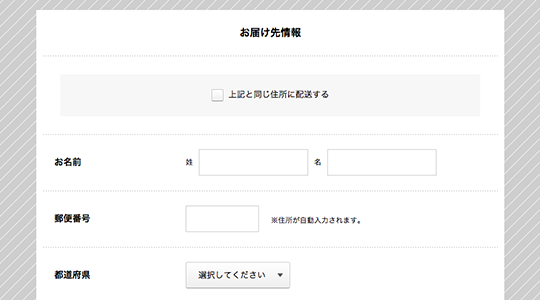 お届け先情報
上記と同じ住所に配送する
お名前 姓 名
郵便番号 ※住所が自動入力されます。
都道府県 選択してください